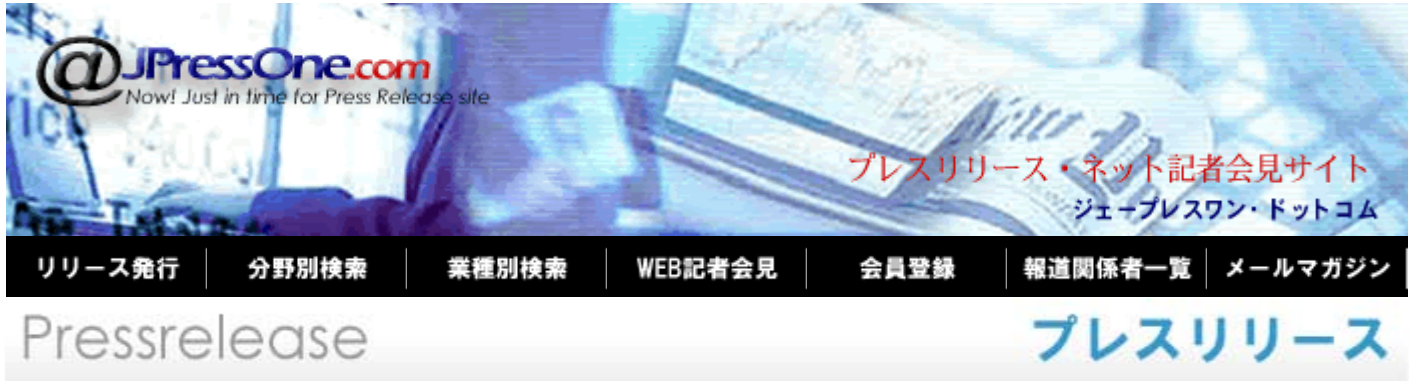 @JPressOne.com
Now! Just in time for Press Release site
プレスリリース・ネット記者会見サイト
ジェープレスワン・ドットコム
リリース発行 分野別検索 業種別検索 WEB記者会見 会員登録 報道関係者一覧 メールマガジン
Pressrelease プレスリリース